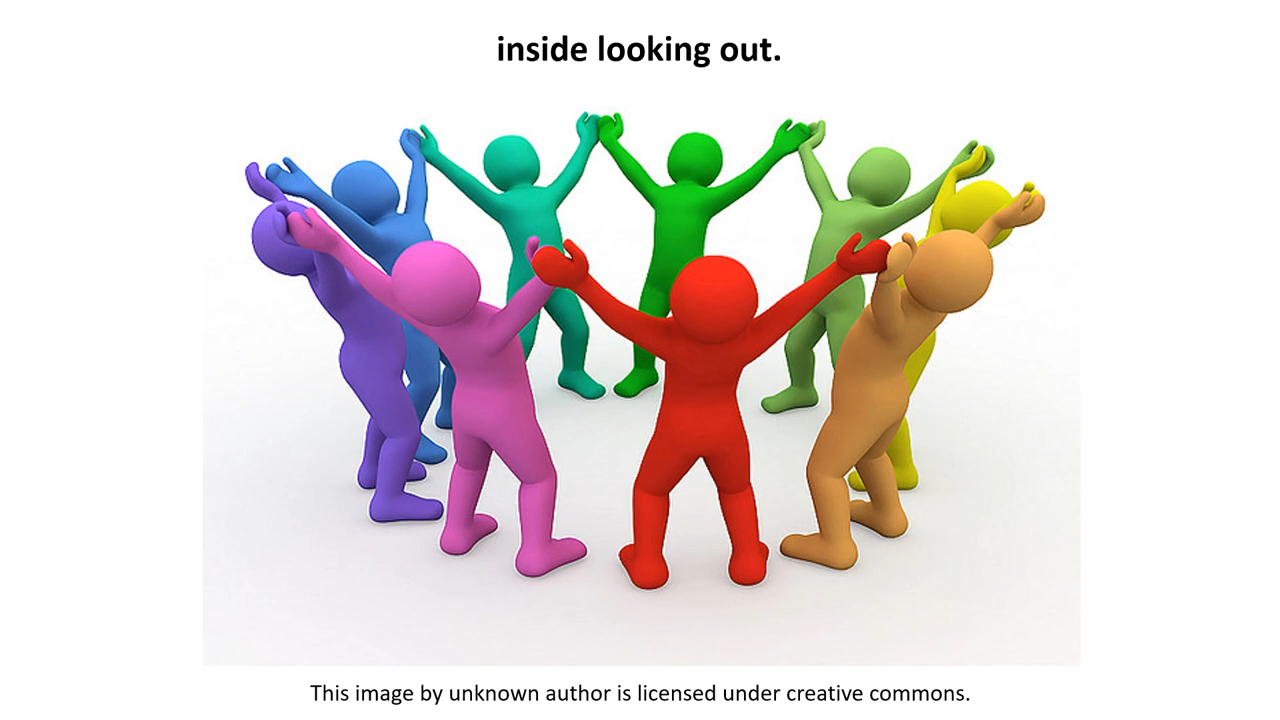 inside looking out.
This image by unknown author is licensed under creative commons.